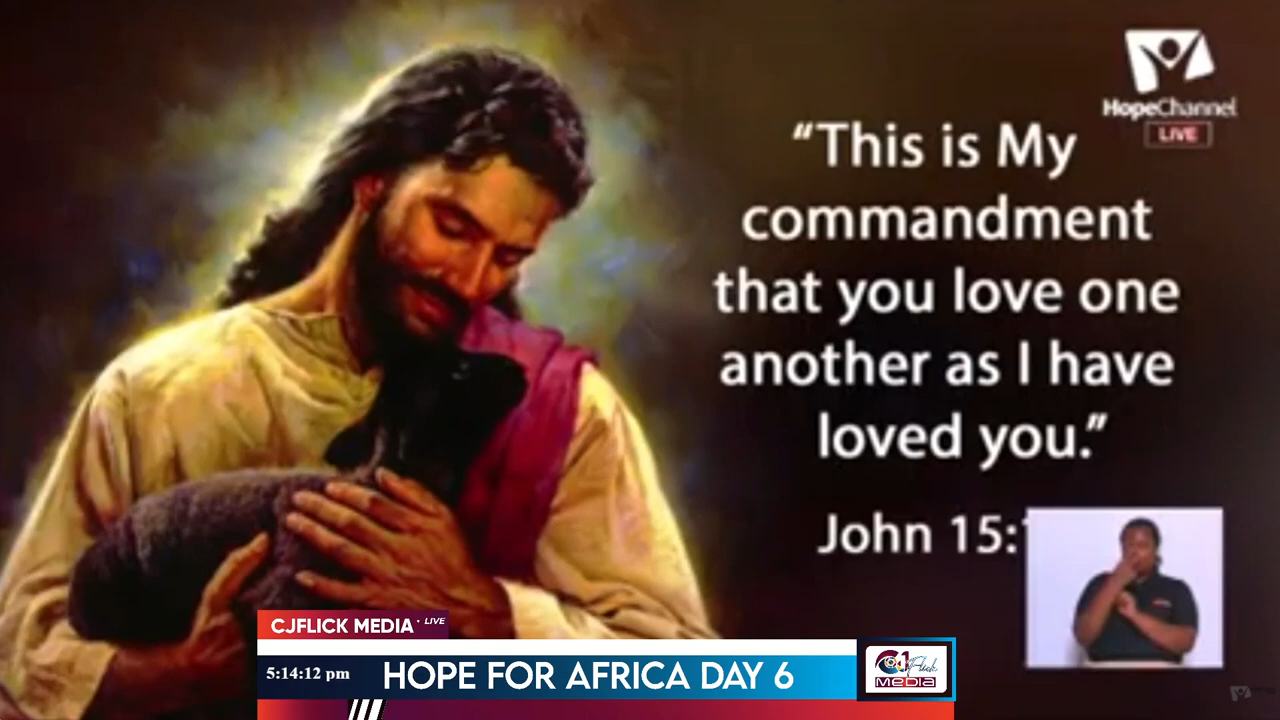 HopeChannel
LIVE
“This is My
commandment
that you love one
another as I have
loved you.”
John 15:
CJFLICK MEDIA • LIVE
5:14:12 pm
HOPE FOR AFRICA DAY 6
Flick
MEDIA